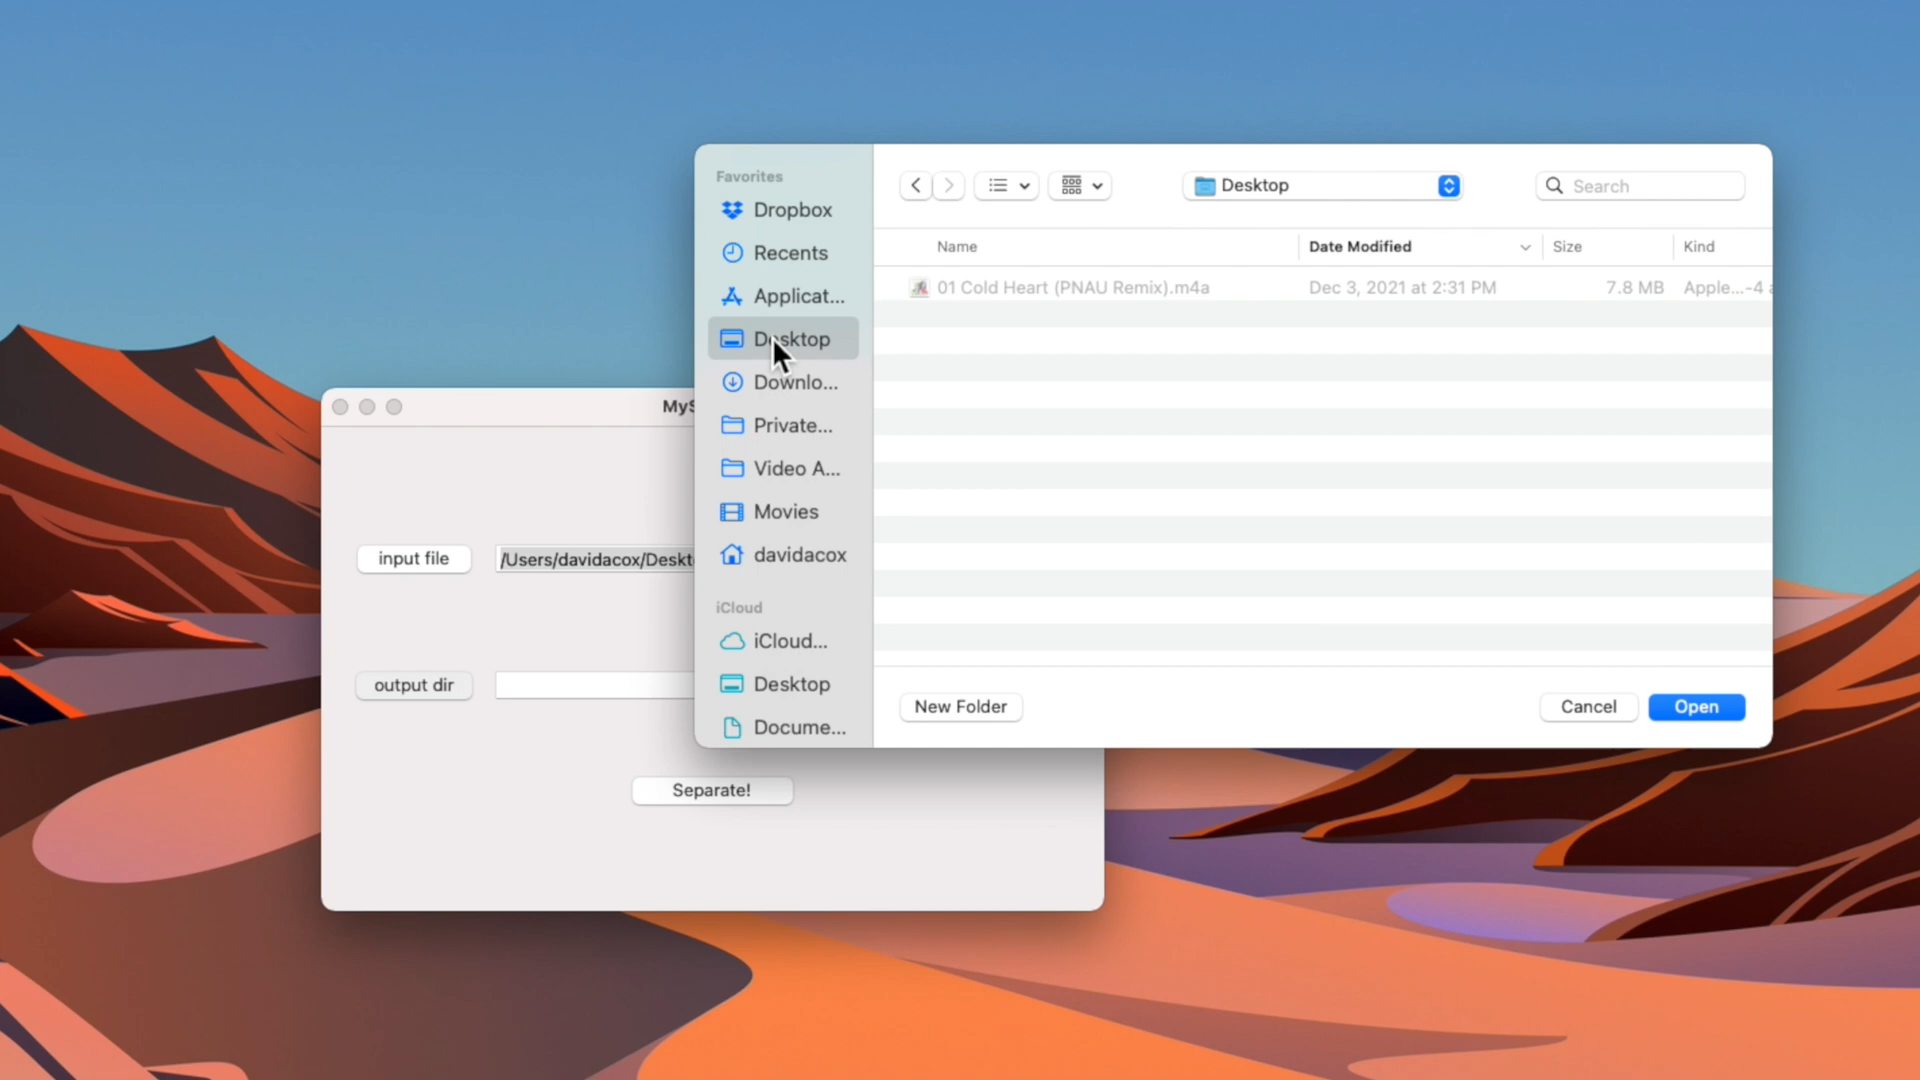 Favorites
Dropbox
Recents
Applicat...
Desktop
Downlo...
Private...
Video A...
Movies
davidacox
iCloud
iCloud...
Desktop
Docume...
Desktop
Search
Name Date Modified Size Kind
01 Cold Heart (PNAU Remix).m4a Dec 3, 2021 at 2:31 PM 7.8 MB Apple...-4
New Folder
Cancel
Open
MyS
input file
/Users/davidacox/Deskt
output dir
Separate!